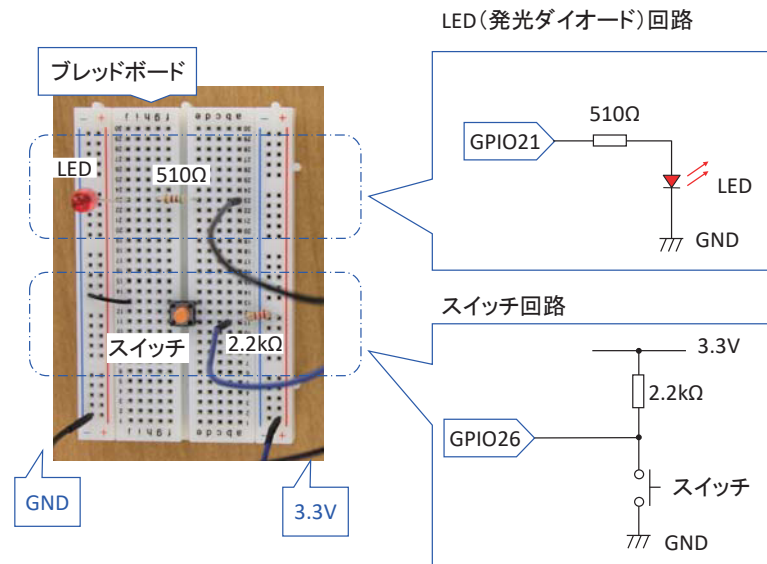 LED(発光ダイオード)回路
ブレッドボード
LED
510Ω
スイッチ
2.2kΩ
GND
3.3V
510Ω
GPIO21
LED
GND
スイッチ回路
3.3V
2.2kΩ
GPIO26
スイッチ
GND